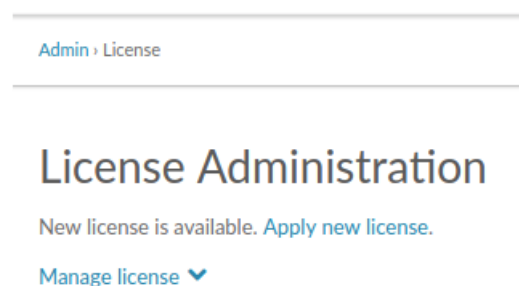 Admin › License
License Administration
New license is available. Apply new license.
Manage license